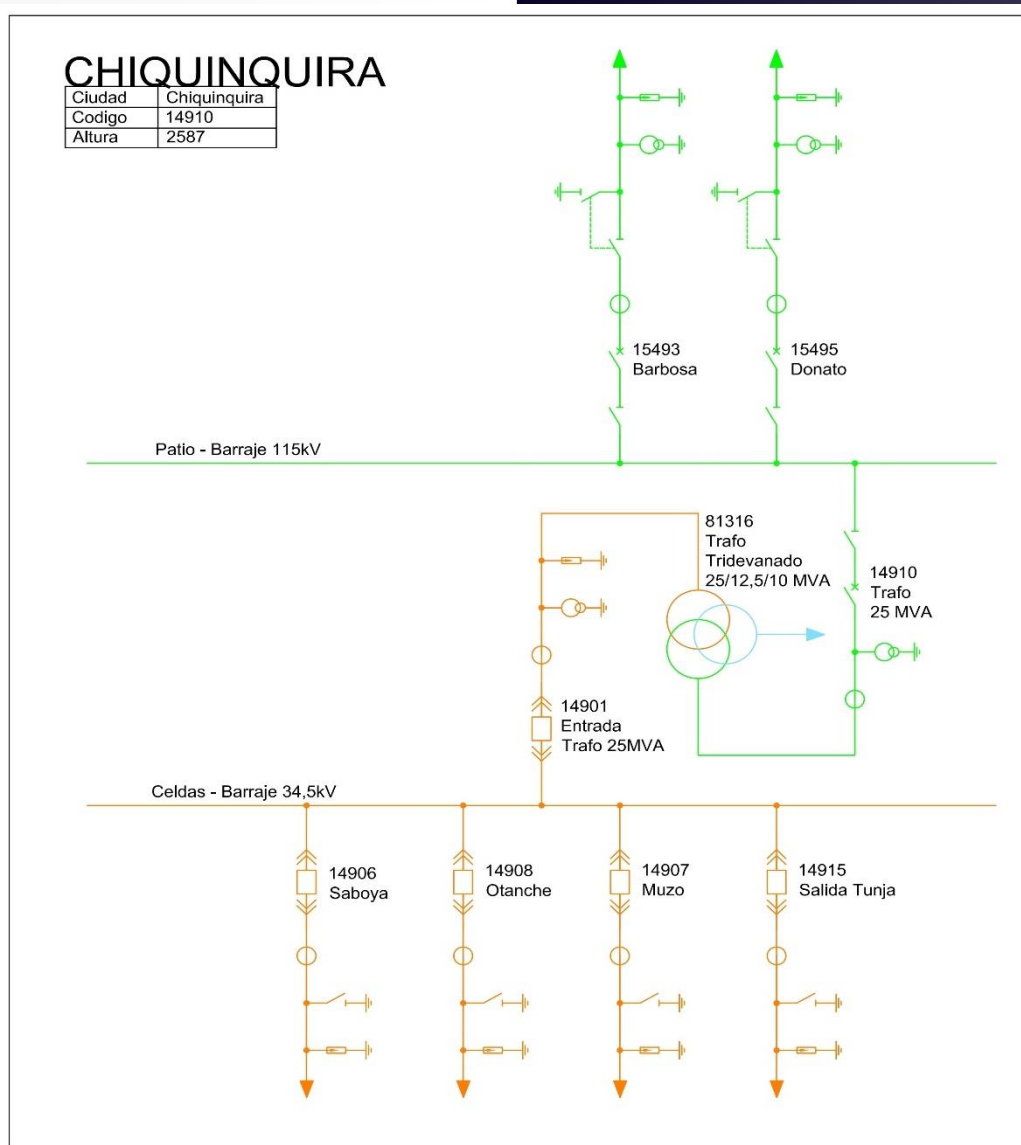 CHIQUINQUIRA
Ciudad Chiquinquira
Codigo 14910
Altura 2587
15493
Barbosa
15495
Donato
Patio - Barraje 115kV
81316
Trafo
Tridevanado
25/12,5/10 MVA
14910
Trafo
25 MVA
14901
Entrada
Trafo 25MVA
Celdas - Barraje 34,5kV
14906
Saboya
14908
Otanche
14907
Muzo
14915
Salida Tunja